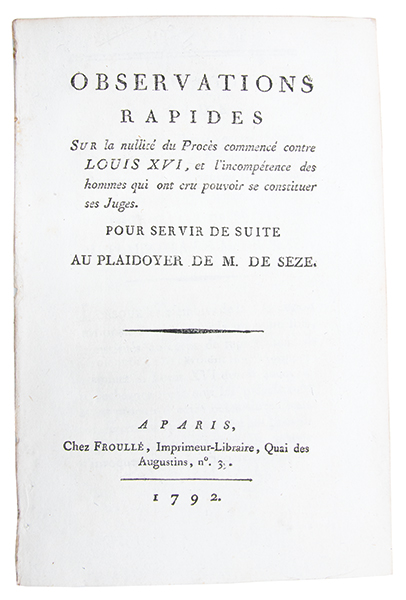 OBSERVATIONS
RAPIDES
SUR la nullité du Procès commencé contre
LOUIS XVI, et l'incompétence des
hommes qui ont cru pouvoir se constituer
ses Juges.
POUR SERVIR DE SUITE
AU PLAIDOYER DE M. DE SEZE.
A PARIS,
Chez FROULLÉ, Imprimeur-Libraire, Quai des
Augustins, nº. 3.
1792.